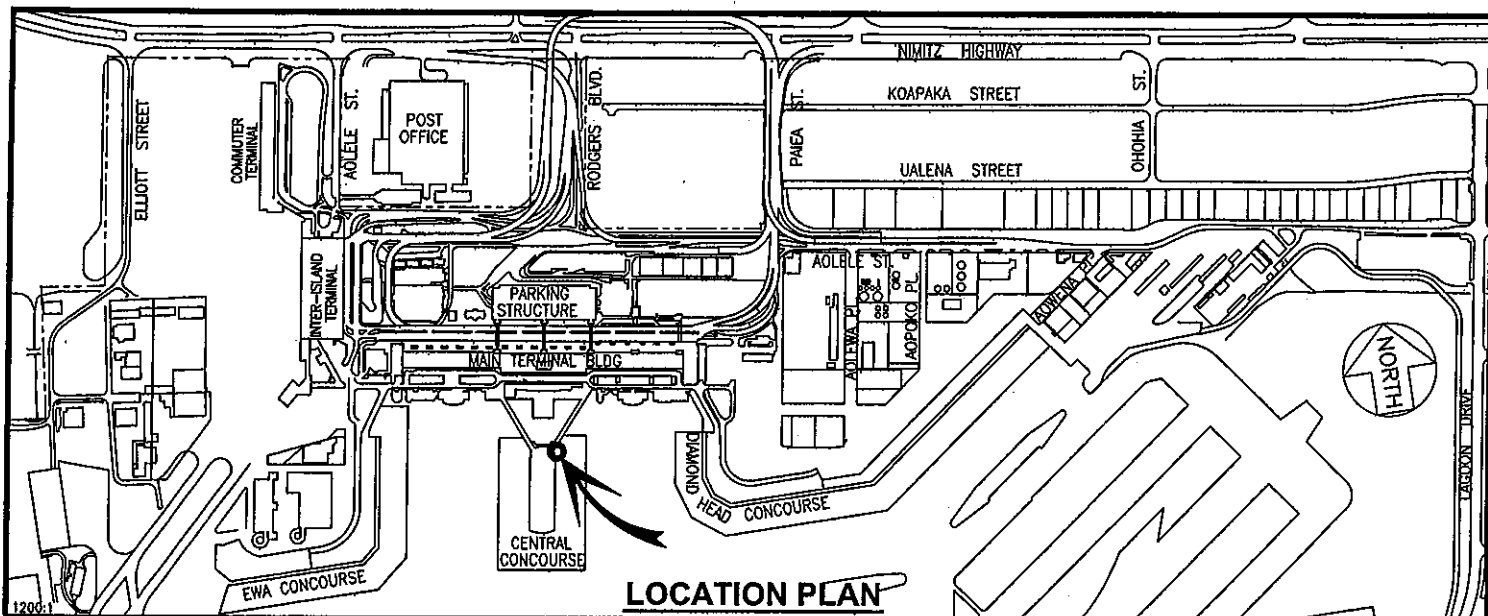 NIMITZ HIGHWAY
KOAPAKA STREET
UALENA STREET
ELLIOTT STREET
COMMUTER
TERMINAL
AOLELE ST.
POST
OFFICE
RODGERS BLVD.
PAIEA ST.
OHOHIA ST.
INTER-ISLAND
TERMINAL
PARKING
STRUCTURE
MAIN TERMINAL BLDG
AOLELE ST.
AOLEWA PL.
AOPOKO PL.
AOWENA PL.
NORTH
LAGOON DRIVE
DIAMOND
HEAD CONCOURSE
CENTRAL
CONCOURSE
EWA CONCOURSE
1200:1
LOCATION PLAN